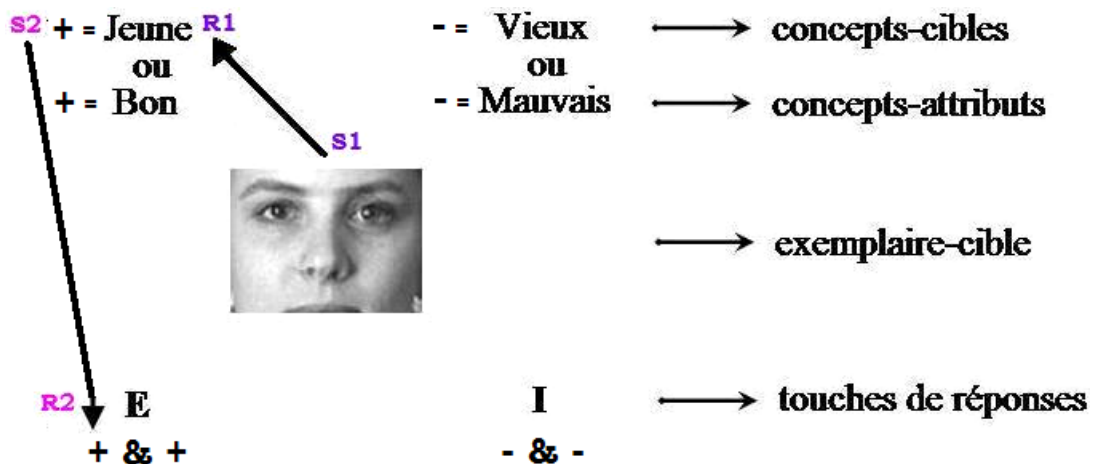 S2 + = Jeune R1 - = Vieux → concepts-cibles
ou ou
+ = Bon - = Mauvais → concepts-attributs
S1
→ exemplaire-cible
R2 E I → touches de réponses
+ & + - & -